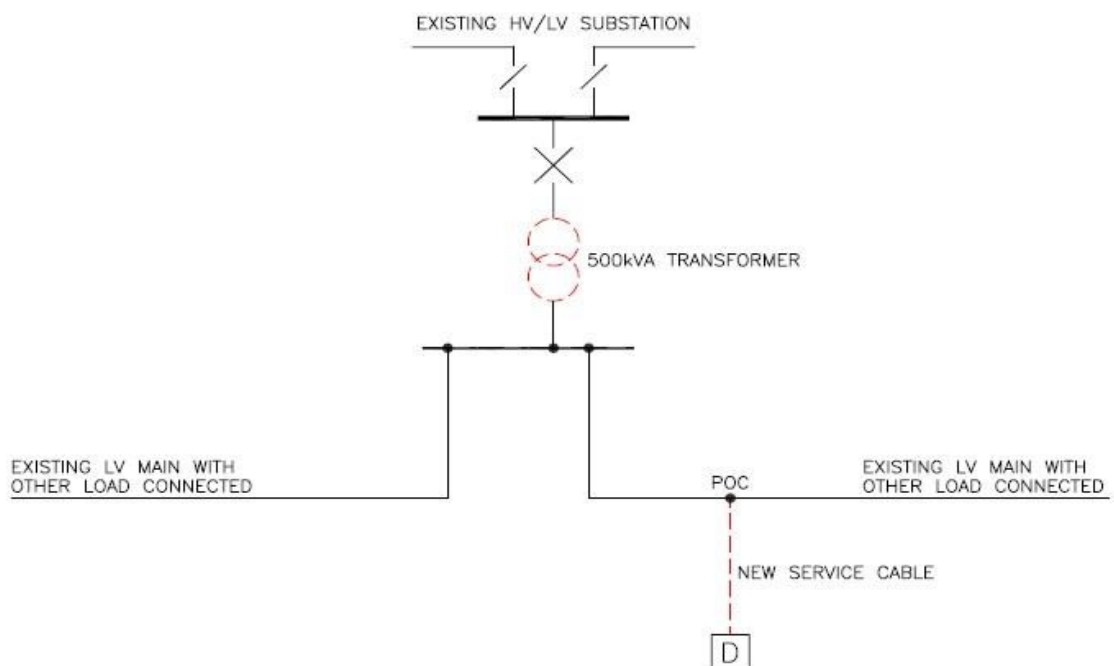 EXISTING HV/LV SUBSTATION
500kVA TRANSFORMER
EXISTING LV MAIN WITH
OTHER LOAD CONNECTED
POC
EXISTING LV MAIN WITH
OTHER LOAD CONNECTED
NEW SERVICE CABLE
D